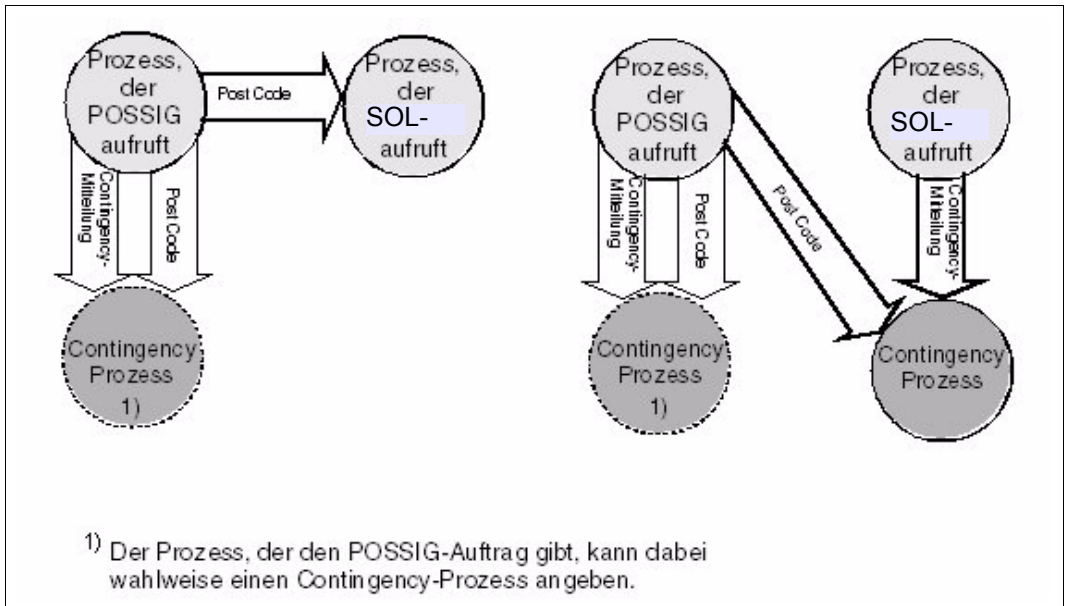 Prozess,
der
POSSIG
aufruft
Post Code
Prozess,
der
SOL-
aufruft
Contingency-
Mitteilung
Post Code
Contingency
Prozess
1)
Prozess,
der
POSSIG
aufruft
Post Code
Prozess,
der
SOL-
aufruft
Contingency-
Mitteilung
Post Code
Contingency-
Mitteilung
Contingency
Prozess
1)
Contingency
Prozess
1) Der Prozess, der den POSSIG-Auftrag gibt, kann dabei
wahlweise einen Contingency-Prozess angeben.